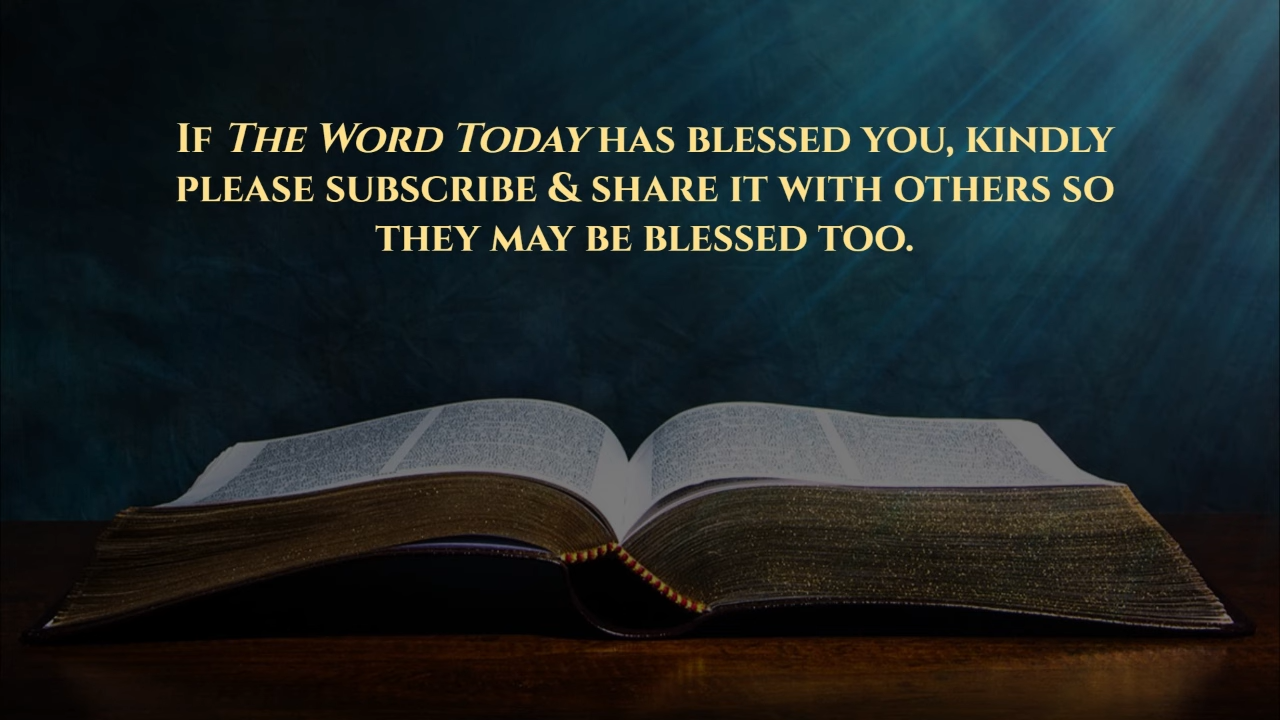 If The Word Today has blessed you, kindly
please subscribe & share it with others so
they may be blessed too.